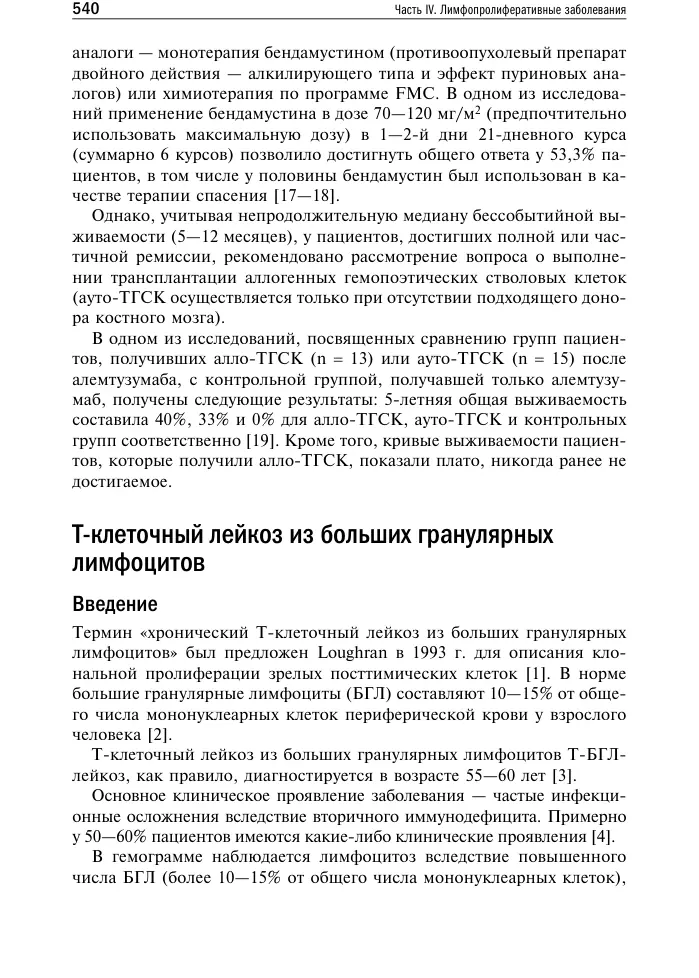 540
Часть IV. Лимфопролиферативные заболевания
аналоги — монотерапия бендамустином (противоопухолевый препарат
двойного действия — алкилирующего типа и эффект пуриновых ана-
логов) или химиотерапия по программе FMC. В одном из исследова-
ний применение бендамустина в дозе 70—120 мг/м² (предпочтительно
использовать максимальную дозу) в 1—2-й дни 21-дневного курса
(суммарно 6 курсов) позволило достигнуть общего ответа у 53,3% па-
циентов, в том числе у половины бендамустин был использован в ка-
честве терапии спасения [17—18].
Однако, учитывая непродолжительную медиану бессобытийной вы-
живаемости (5—12 месяцев), у пациентов, достигших полной или час-
тичной ремиссии, рекомендовано рассмотрение вопроса о выполне-
нии трансплантации аллогенных гемопоэтических стволовых клеток
(ауто-ТГСК осуществляется только при отсутствии подходящего доно-
ра костного мозга).
В одном из исследований, посвященных сравнению групп пациен-
тов, получивших алло-ТГСК (n = 13) или ауто-ТГСК (n = 15) после
алемтузумаба, с контрольной группой, получавшей только алемтузу-
маб, получены следующие результаты: 5-летняя общая выживаемость
составила 40%, 33% и 0% для алло-ТГСК, ауто-ТГСК и контрольных
групп соответственно [19]. Кроме того, кривые выживаемости пациен-
тов, которые получили алло-ТГСК, показали плато, никогда ранее не
достигаемое.
Т-клеточный лейкоз из больших гранулярных
лимфоцитов
Введение
Термин «хронический Т-клеточный лейкоз из больших гранулярных
лимфоцитов» был предложен Loughran в 1993 г. для описания кло-
нальной пролиферации зрелых посттимических клеток [1]. В норме
большие гранулярные лимфоциты (БГЛ) составляют 10—15% от обще-
го числа мононуклеарных клеток периферической крови у взрослого
человека [2].
Т-клеточный лейкоз из больших гранулярных лимфоцитов Т-БГЛ-
лейкоз, как правило, диагностируется в возрасте 55—60 лет [3].
Основное клиническое проявление заболевания — частые инфекци-
онные осложнения вследствие вторичного иммунодефицита. Примерно
у 50—60% пациентов имеются какие-либо клинические проявления [4].
В гемограмме наблюдается лимфоцитоз вследствие повышенного
числа БГЛ (более 10—15% от общего числа мононуклеарных клеток),